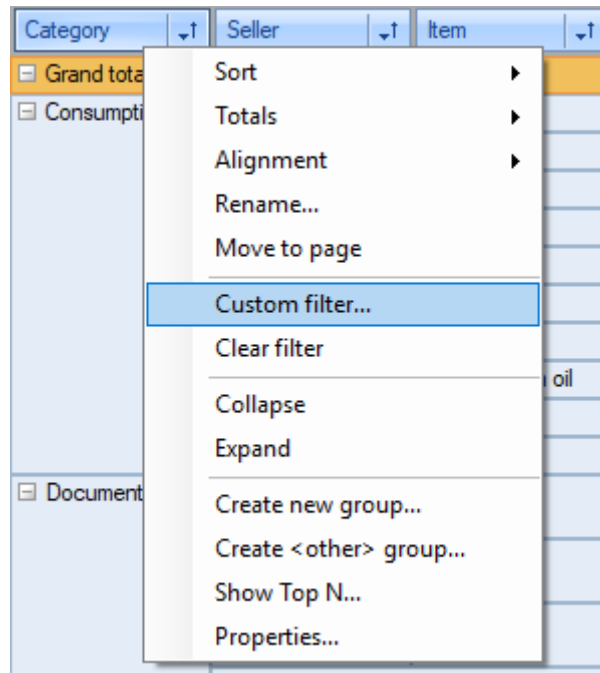 Category Seller Item
Grand tota
Sort
Consumpti
Totals
Alignment
Rename...
Move to page
Custom filter...
Clear filter
oil
Collapse
Expand
Document
Create new group...
Create <other> group...
Show Top N...
Properties...